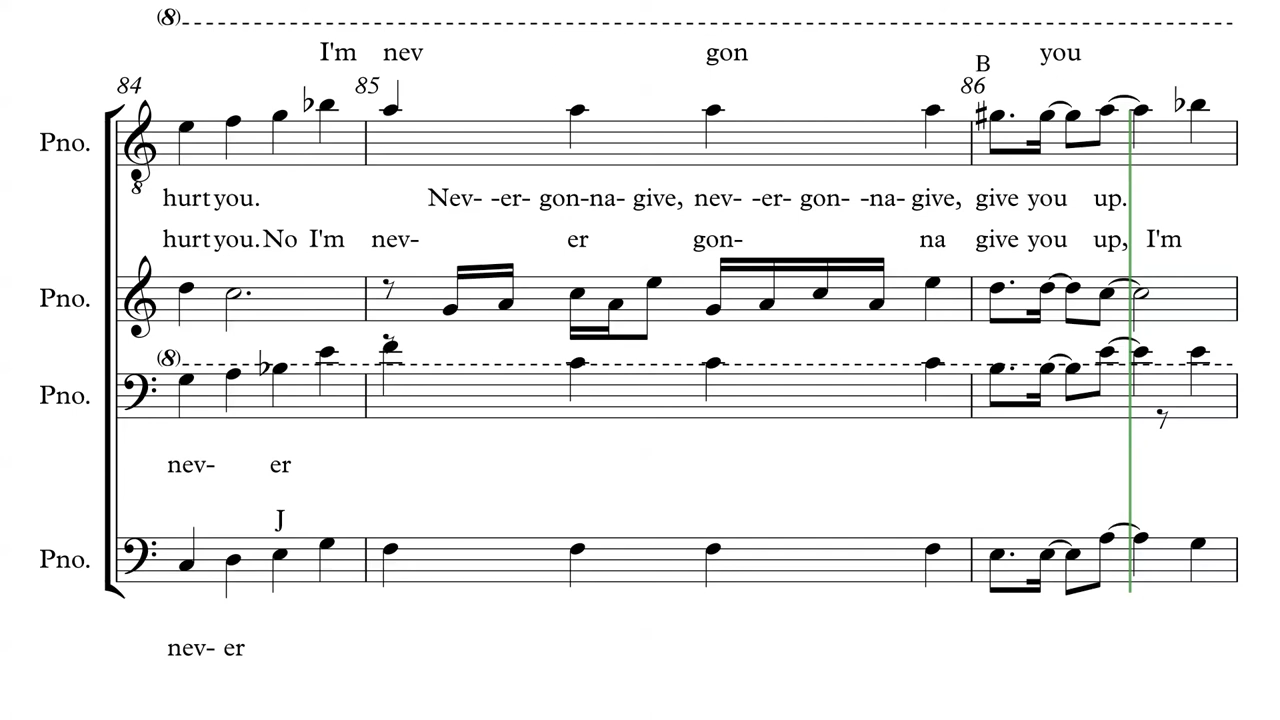 (8)
I'm nev gon you
84 85 86 B
Pno.
8
hurt you. Nev- -er- gon-na- give, nev- -er- gon- -na- give, give you up.
hurt you. No I'm nev- er gon- na give you up, I'm
Pno.
(8)
Pno.
nev- er
J
Pno.
nev- er